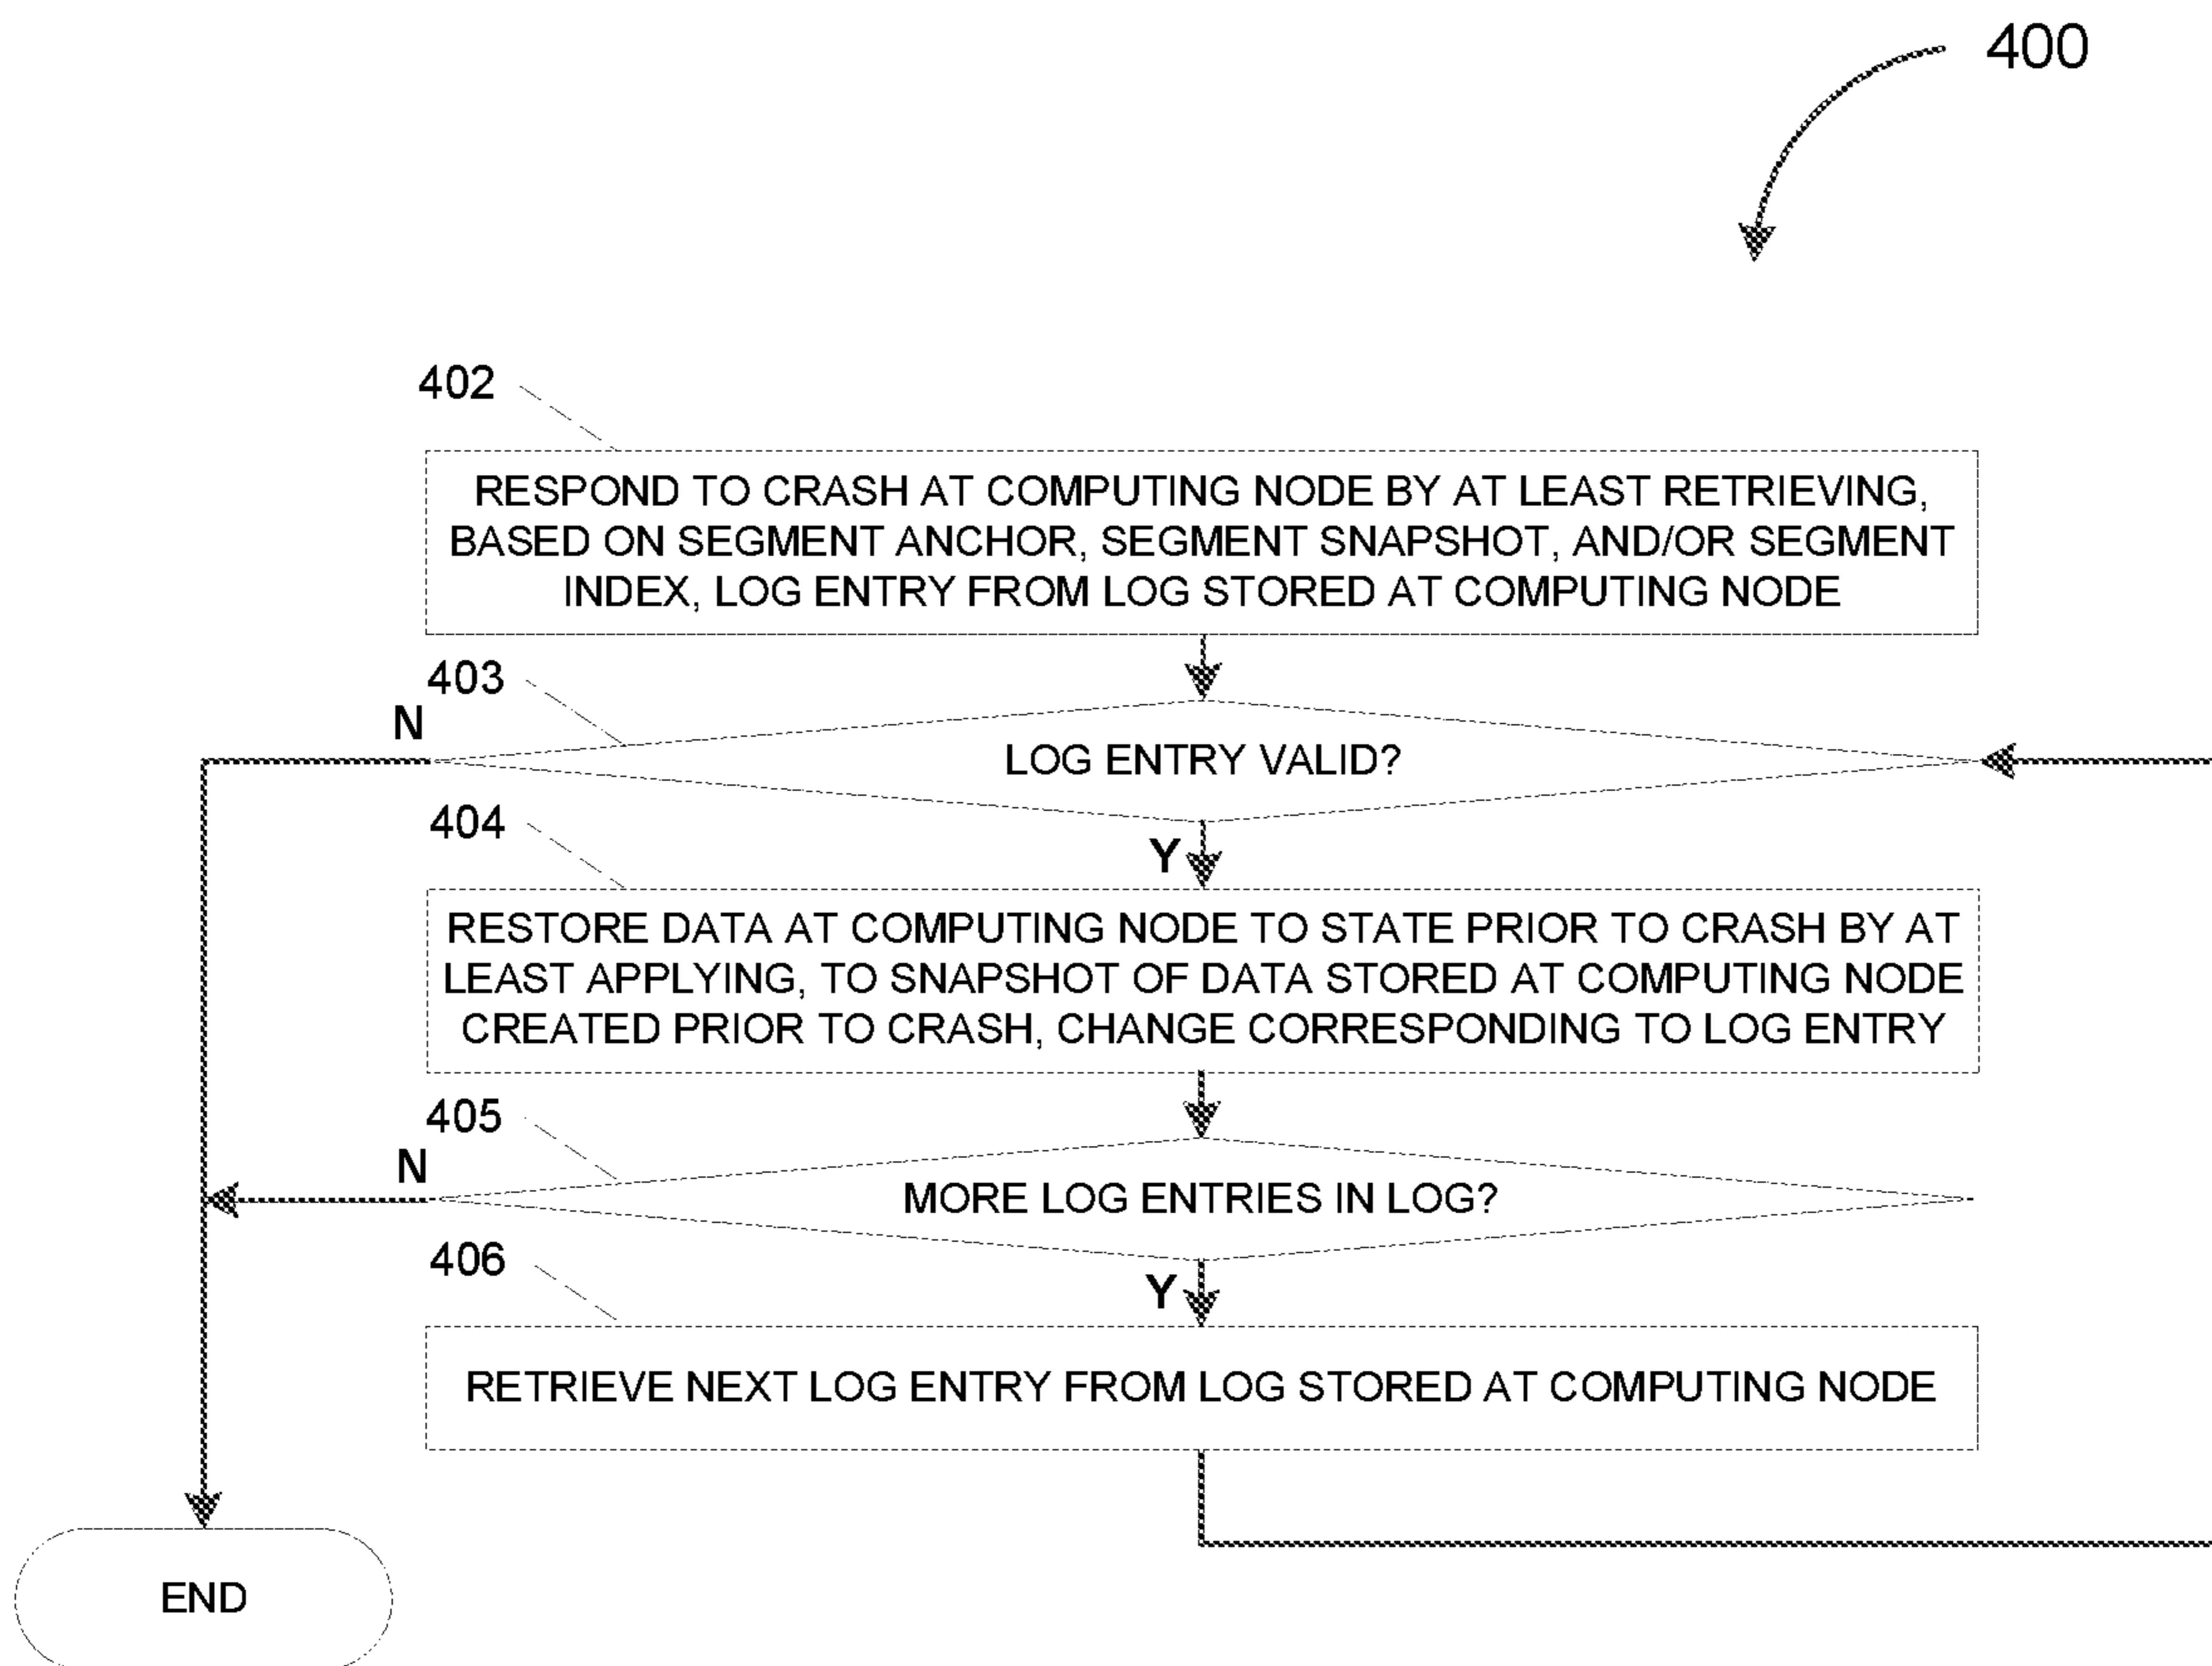 400
402
RESPOND TO CRASH AT COMPUTING NODE BY AT LEAST RETRIEVING,
BASED ON SEGMENT ANCHOR, SEGMENT SNAPSHOT, AND/OR SEGMENT
INDEX, LOG ENTRY FROM LOG STORED AT COMPUTING NODE
403
N
LOG ENTRY VALID?
404
Y
RESTORE DATA AT COMPUTING NODE TO STATE PRIOR TO CRASH BY AT
LEAST APPLYING, TO SNAPSHOT OF DATA STORED AT COMPUTING NODE
CREATED PRIOR TO CRASH, CHANGE CORRESPONDING TO LOG ENTRY
405
N
MORE LOG ENTRIES IN LOG?
406
Y
RETRIEVE NEXT LOG ENTRY FROM LOG STORED AT COMPUTING NODE
END